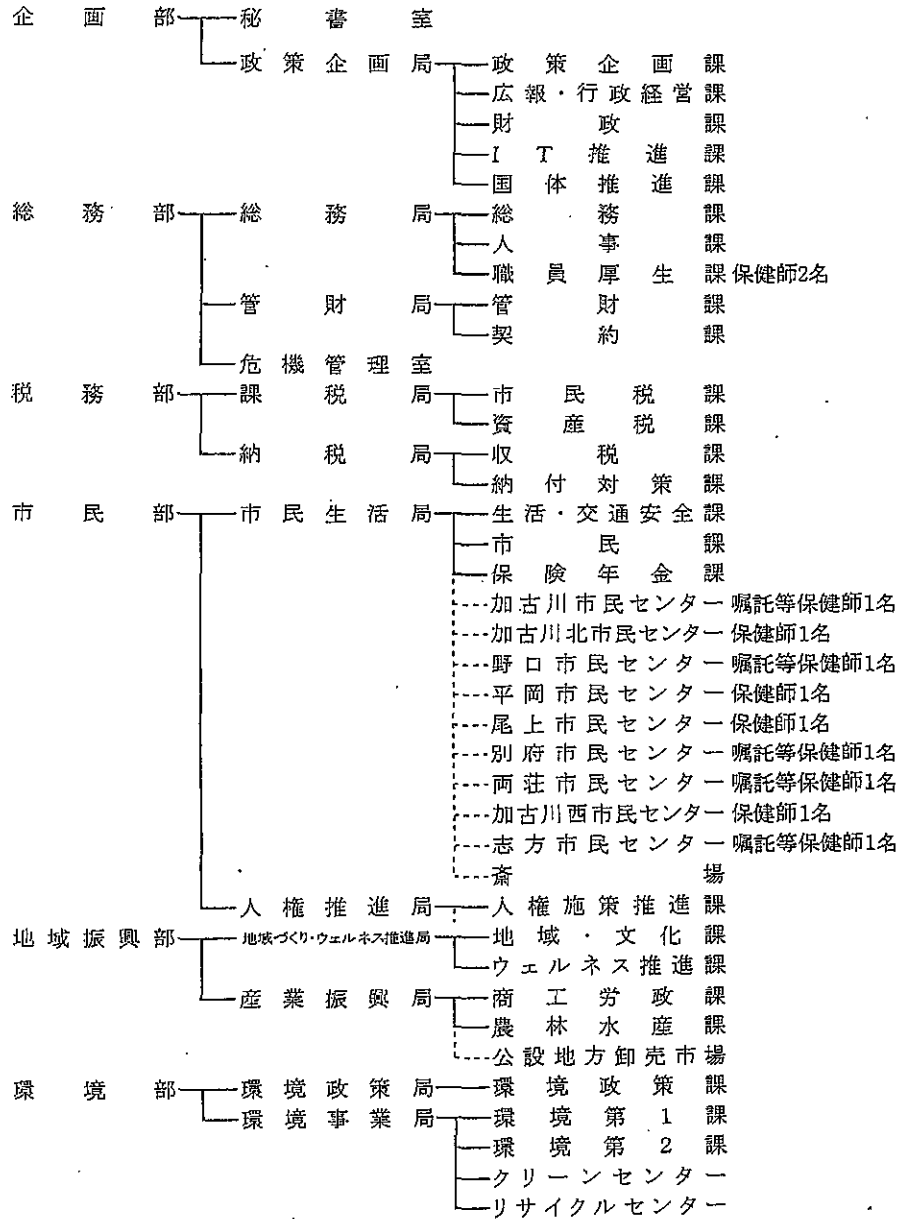 企画部 秘書室
政策企画局 政策企画課
広報・行政経営課
財政課
IT推進課
国体推進課
総務部 総務局 総務課
人事課
職員厚生課 保健師2名
管財局 管財課
契約課
危機管理室
税務部 課税局 市民税課
資産税課
納税局 収税課
納付対策課
市民部 市民生活局 生活・交通安全課
市民課
保険年金課
加古川市民センター 嘱託等保健師1名
加古川北市民センター 保健師1名
野口市民センター 嘱託等保健師1名
平岡市民センター 保健師1名
尾上市民センター 保健師1名
別府市民センター 嘱託等保健師1名
両荘市民センター 嘱託等保健師1名
加古川西市民センター 保健師1名
志方市民センター 嘱託等保健師1名
斎場
人権推進局 人権施策推進課
地域振興部 地域づくり・ウェルネス推進局 地域・文化課
ウェルネス推進課
産業振興局 商工労政課
農林水産課
公設地方卸売市場
環境部 環境政策局 環境政策課
環境事業局 環境第1課
環境第2課
クリーンセンター
リサイクルセンター